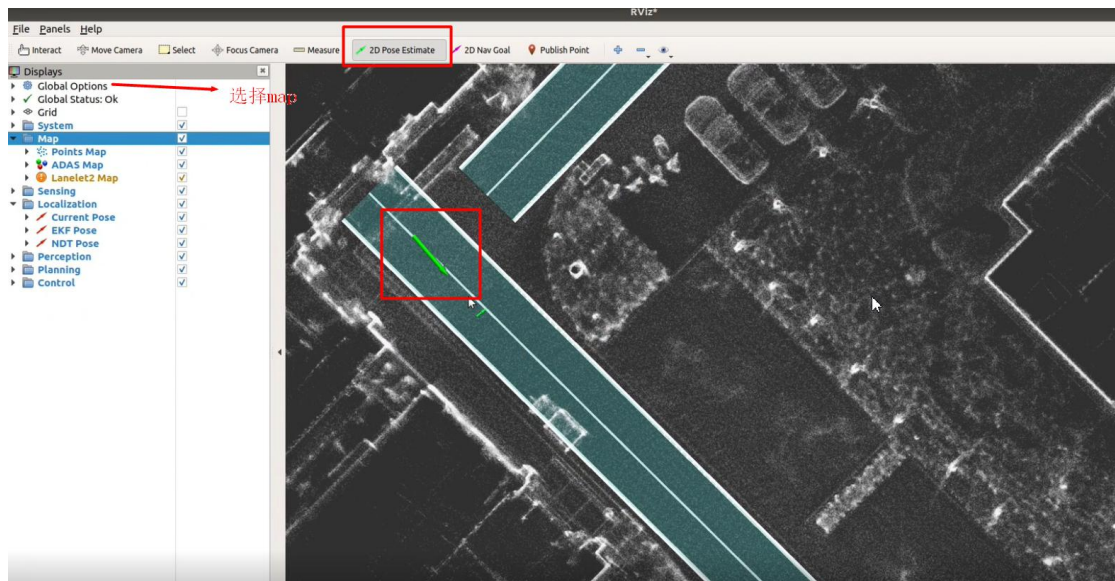 RViz*
File Panels Help
Interact Move Camera Select Focus Camera Measure 2D Pose Estimate 2D Nav Goal Publish Point
Displays
Global Options
选择map
Global Status: Ok
Grid
System
Map
Points Map
ADAS Map
Lanelet2 Map
Sensing
Localization
Current Pose
EKF Pose
NDT Pose
Perception
Planning
Control